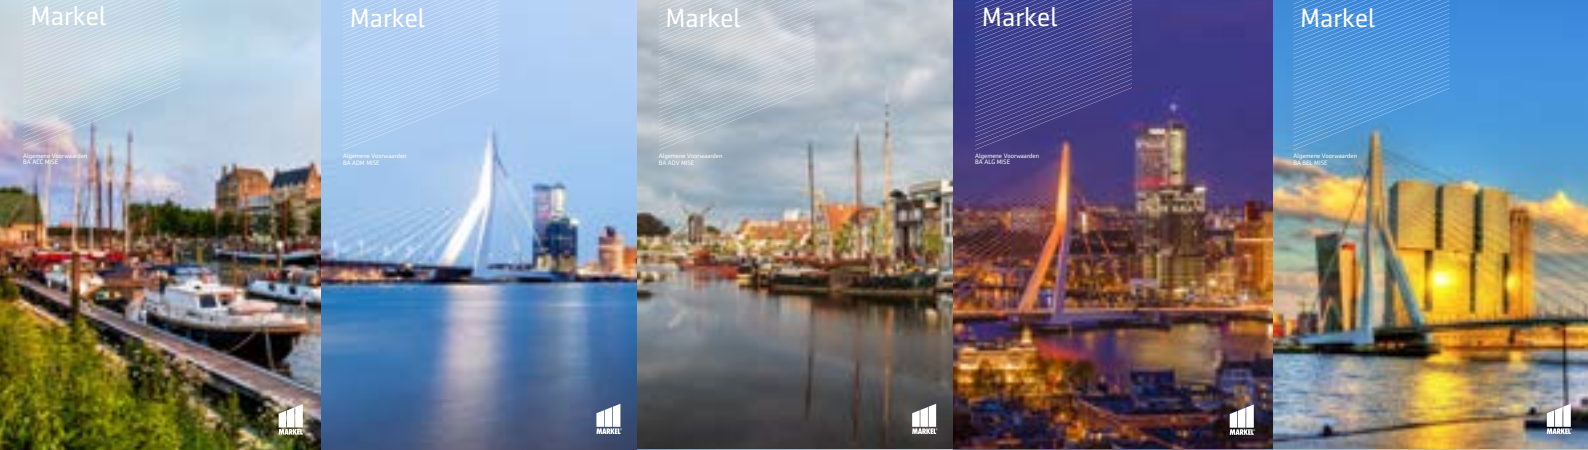 Markel
Algemene Voorwaarden
BA ACC MISE
MARKEL
Markel
Algemene Voorwaarden
BA ADM MISE
MARKEL
Markel
Algemene Voorwaarden
BA ADV MISE
MARKEL
Markel
Algemene Voorwaarden
BA ALG MISE
MARKEL
Markel
Algemene Voorwaarden
BA BEL MISE
MARKEL